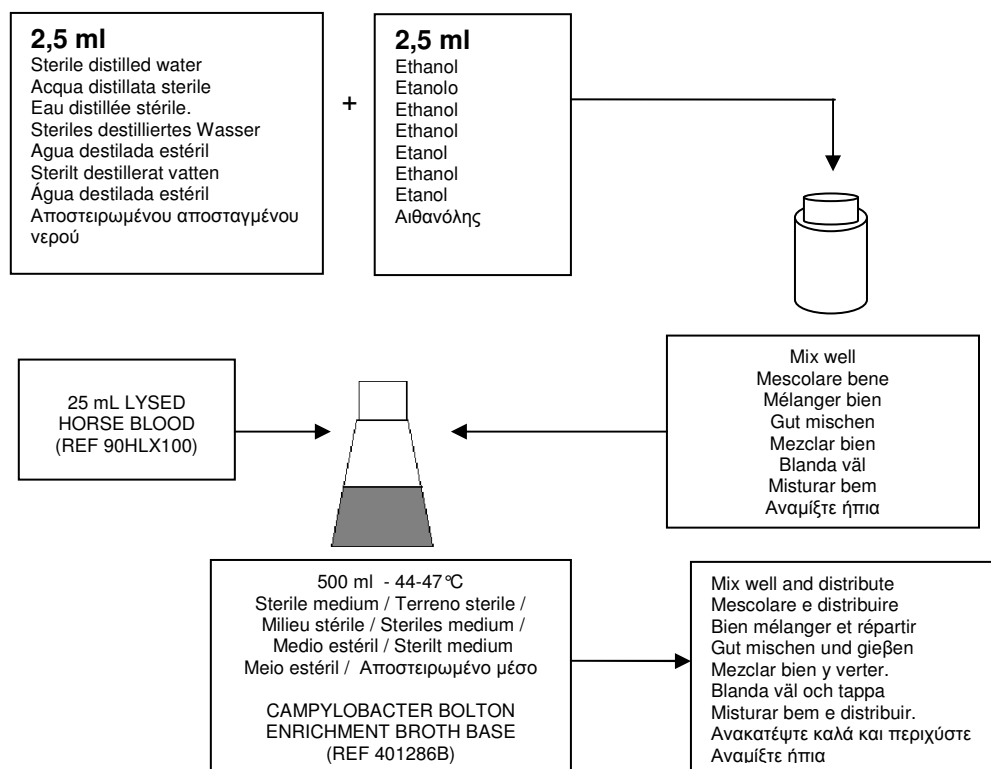 2,5 ml
Sterile distilled water
Acqua distillata sterile
Eau distillée stérile.
Steriles destilliertes Wasser
Agua destilada estéril
Sterilt destillerat vatten
Água destilada estéril
Αποστειρωμένου αποσταγμένου
νερού
+
2,5 ml
Ethanol
Etanolo
Ethanol
Ethanol
Etanol
Ethanol
Etanol
Αιθανόλης
Mix well
Mescolare bene
Mélanger bien
Gut mischen
Mezclar bien
Blanda väl
Misturar bem
Αναμίξτε ήπια
25 mL LYSED
HORSE BLOOD
(REF 90HLX100)
500 ml - 44-47°C
Sterile medium / Terreno sterile /
Milieu stérile / Steriles medium /
Medio estéril / Sterilt medium
Meio estéril / Αποστειρωμένο μέσο
CAMPYLOBACTER BOLTON
ENRICHMENT BROTH BASE
(REF 401286B)
Mix well and distribute
Mescolare e distribuire
Bien mélanger et répartir
Gut mischen und gieβen
Mezclar bien y verter.
Blanda väl och tappa
Misturar bem e distribuir.
Ανακατέψτε καλά και περιχύστε
Αναμίξτε ήπια